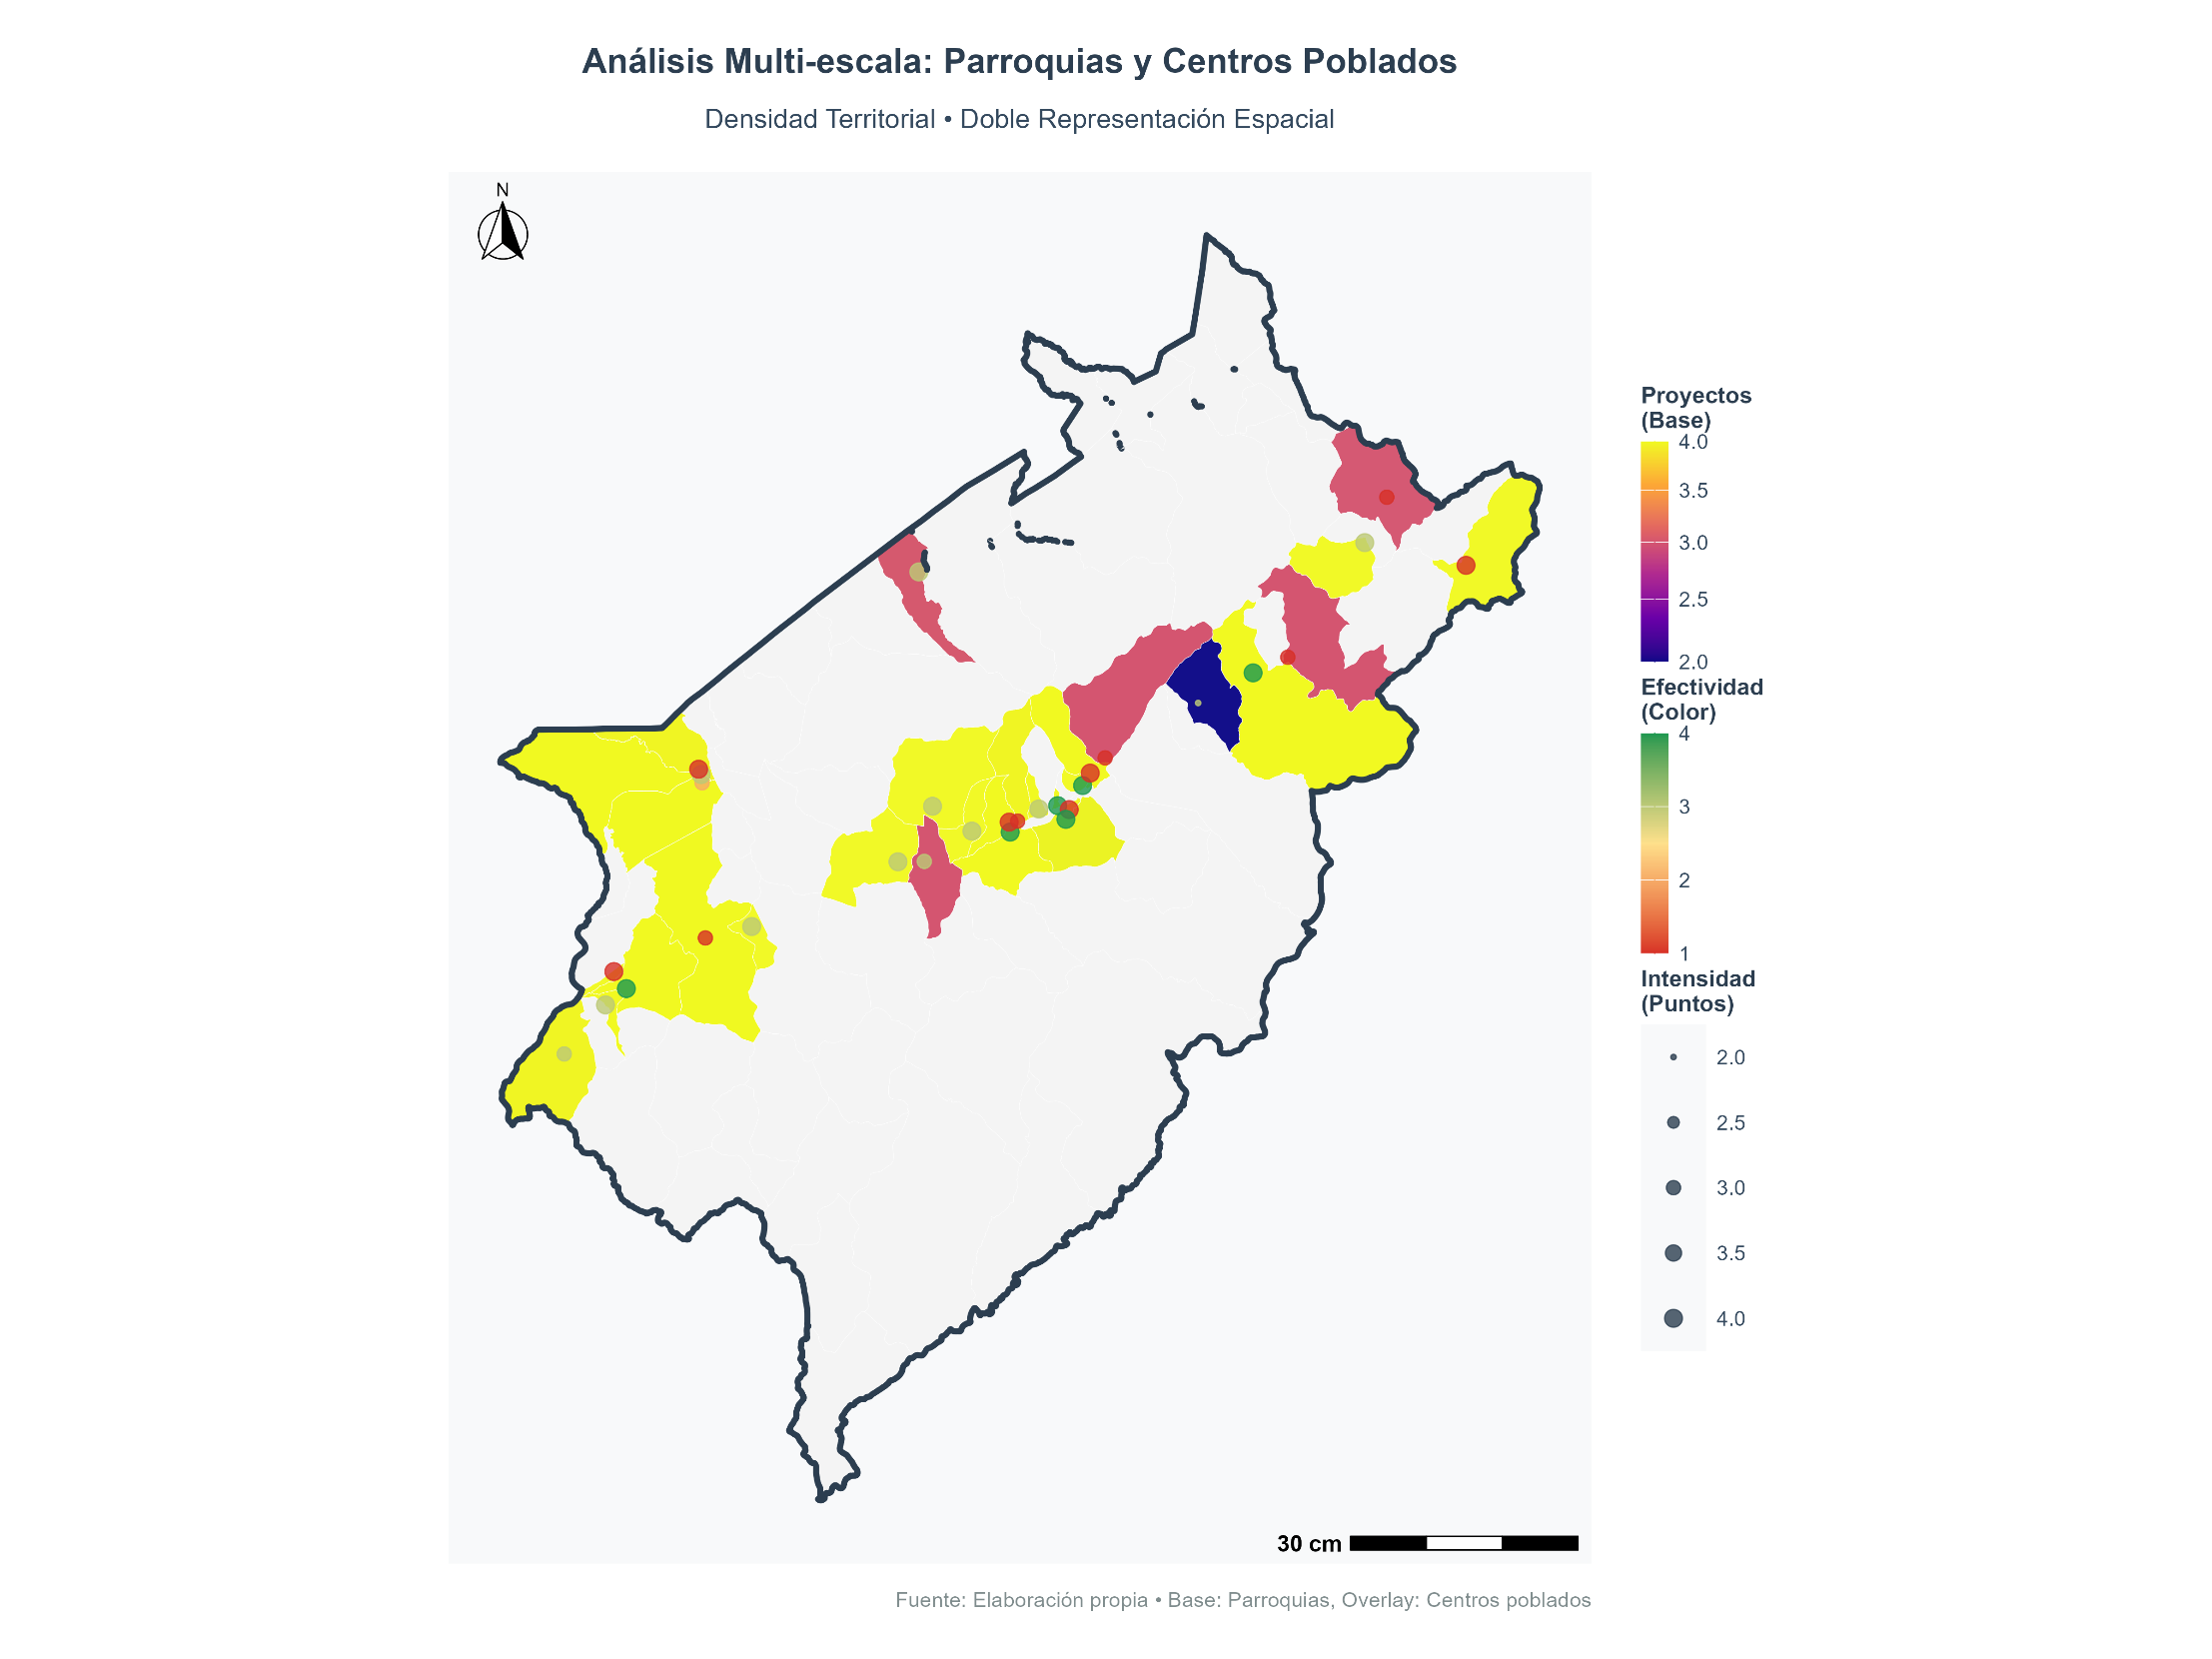 Análisis Multi-escala: Parroquias y Centros Poblados
Densidad Territorial • Doble Representación Espacial
N
Proyectos
(Base)
4.0
3.5
3.0
2.5
2.0
Efectividad
(Color)
4
3
2
1
Intensidad
(Puntos)
2.0
2.5
3.0
3.5
4.0
30 cm
Fuente: Elaboración propia • Base: Parroquias, Overlay: Centros poblados